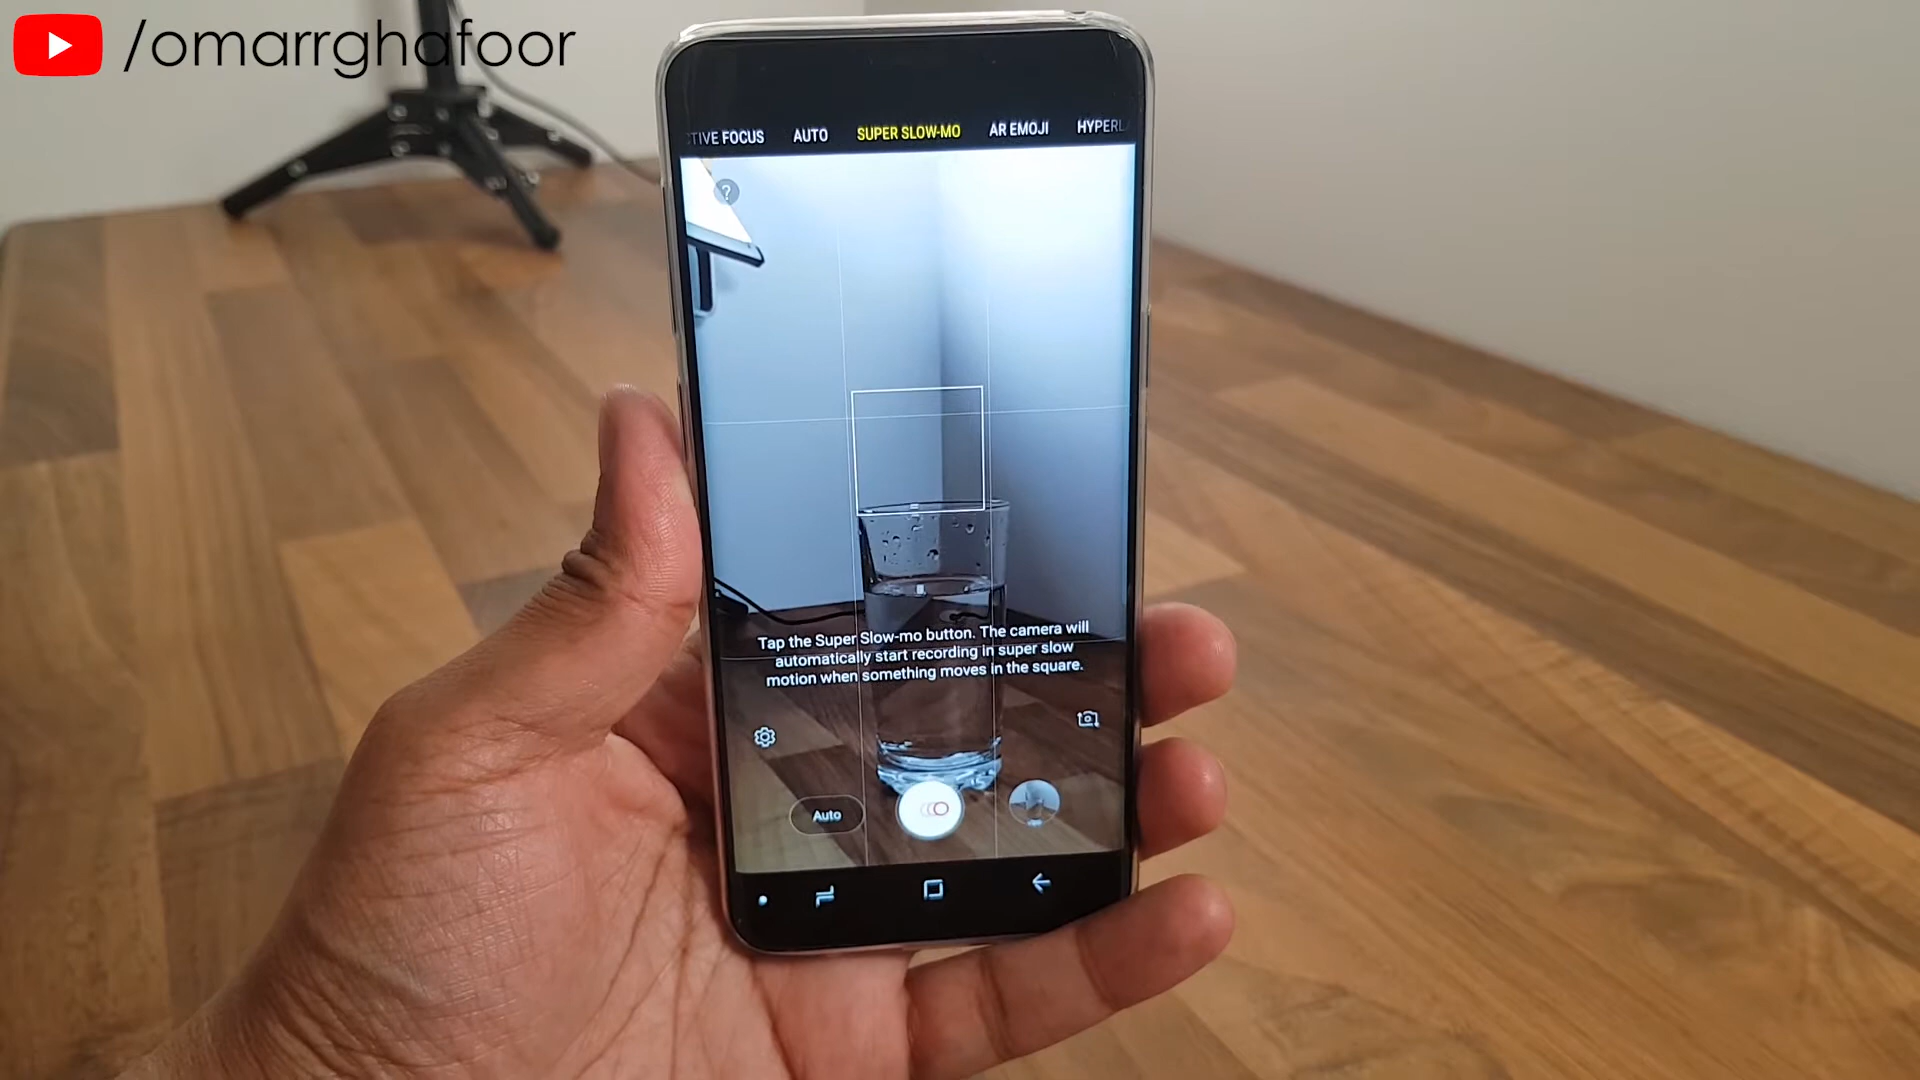 /omarrghafoor
TIVE FOCUS AUTO SUPER SLOW-MO AR EMOJI HYPERL
?
Tap the Super Slow-mo button. The camera will
automatically start recording in super slow
motion when something moves in the square.
Auto